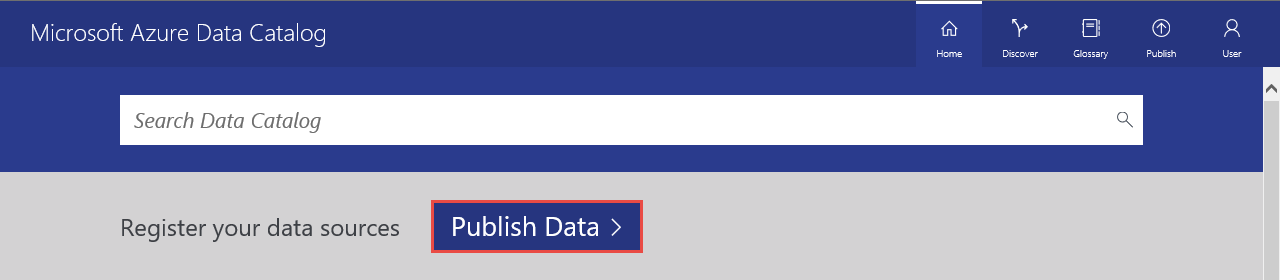 Microsoft Azure Data Catalog
Home
Discover
Glossary
Publish
User
Search Data Catalog
Register your data sources
Publish Data